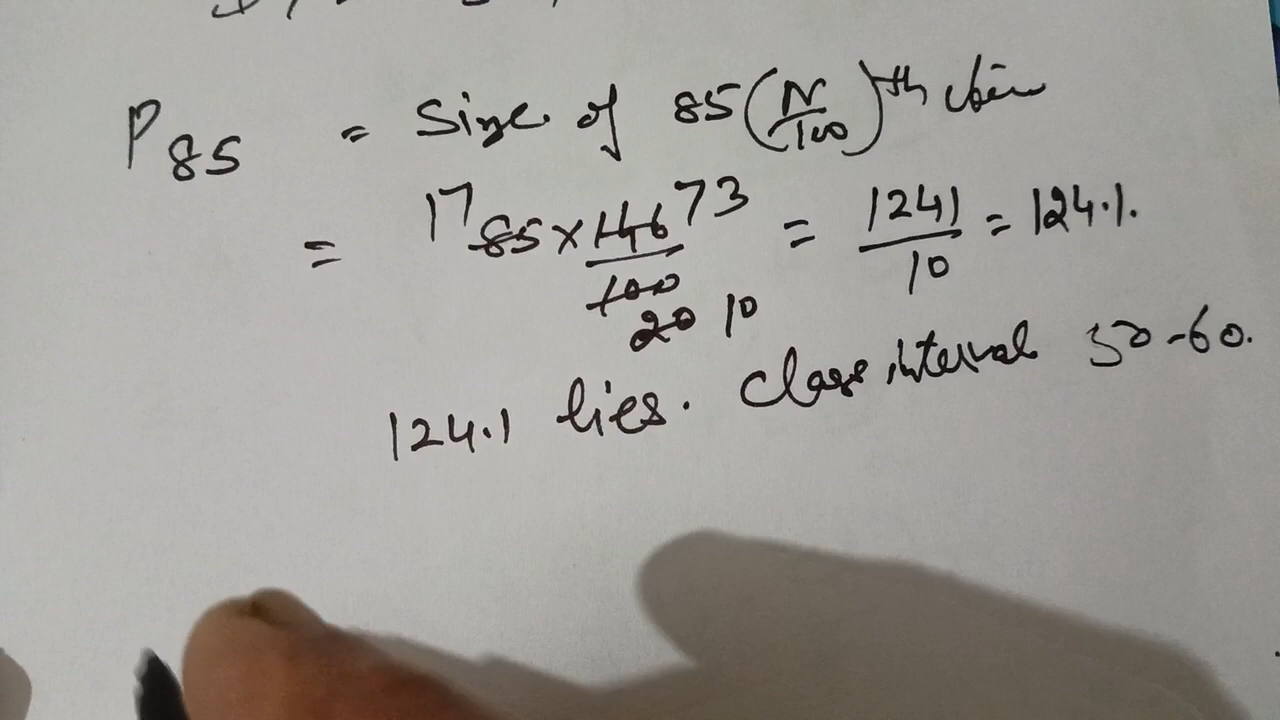 P85 = Size of 85(N/100)th item
= 17 85 × 146 73 / 100 20 10 = 1241/10 = 124.1.
124.1 lies. Class interval 50-60.